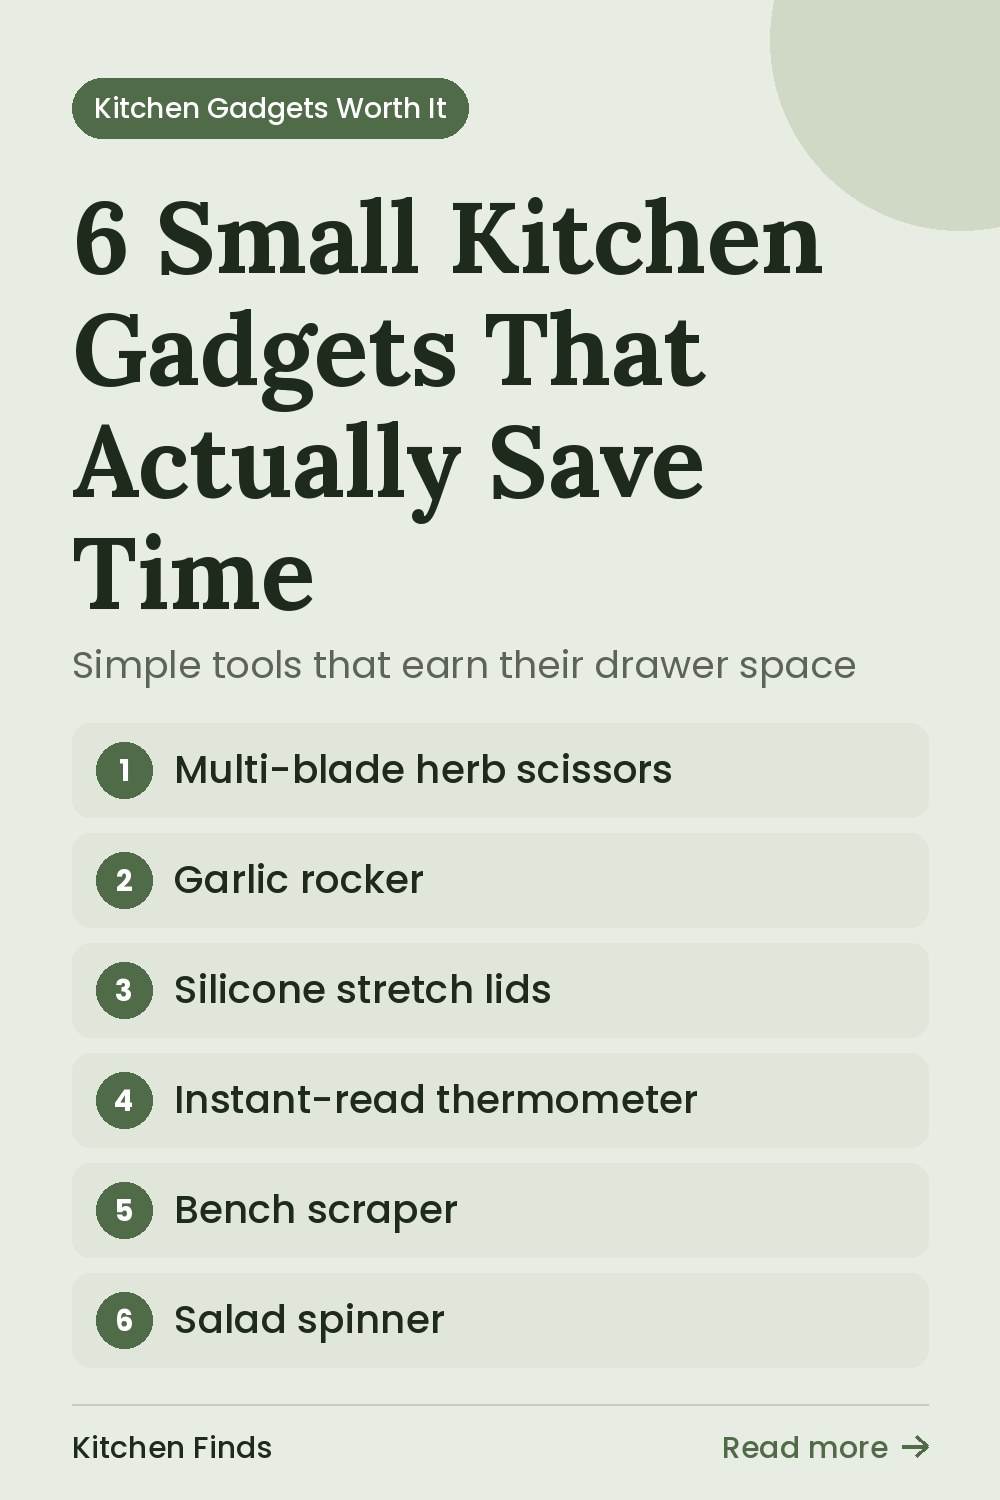 Kitchen Gadgets Worth It
6 Small Kitchen
Gadgets That
Actually Save
Time
Simple tools that earn their drawer space
1 Multi-blade herb scissors
2 Garlic rocker
3 Silicone stretch lids
4 Instant-read thermometer
5 Bench scraper
6 Salad spinner
Kitchen Finds
Read more →